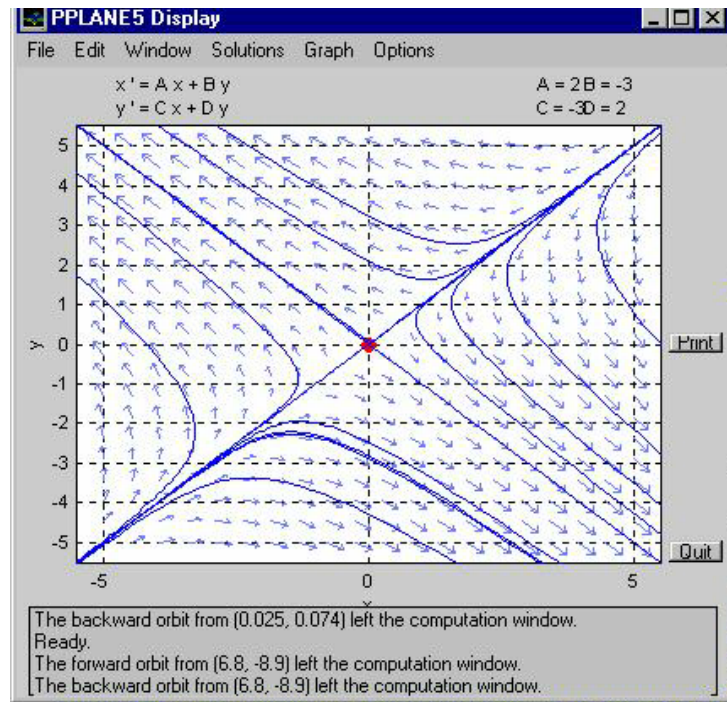 PPLANE5 Display
File Edit Window Solutions Graph Options
x ' = A x + B y A = 2 B = -3
y ' = C x + D y C = -3 D = 2
5
4
3
2
1
y 0
-1
-2
-3
-4
-5
-5 0 5
x
Print
Quit
The backward orbit from (0.025, 0.074) left the computation window.
Ready.
The forward orbit from (6.8, -8.9) left the computation window.
The backward orbit from (6.8, -8.9) left the computation window.